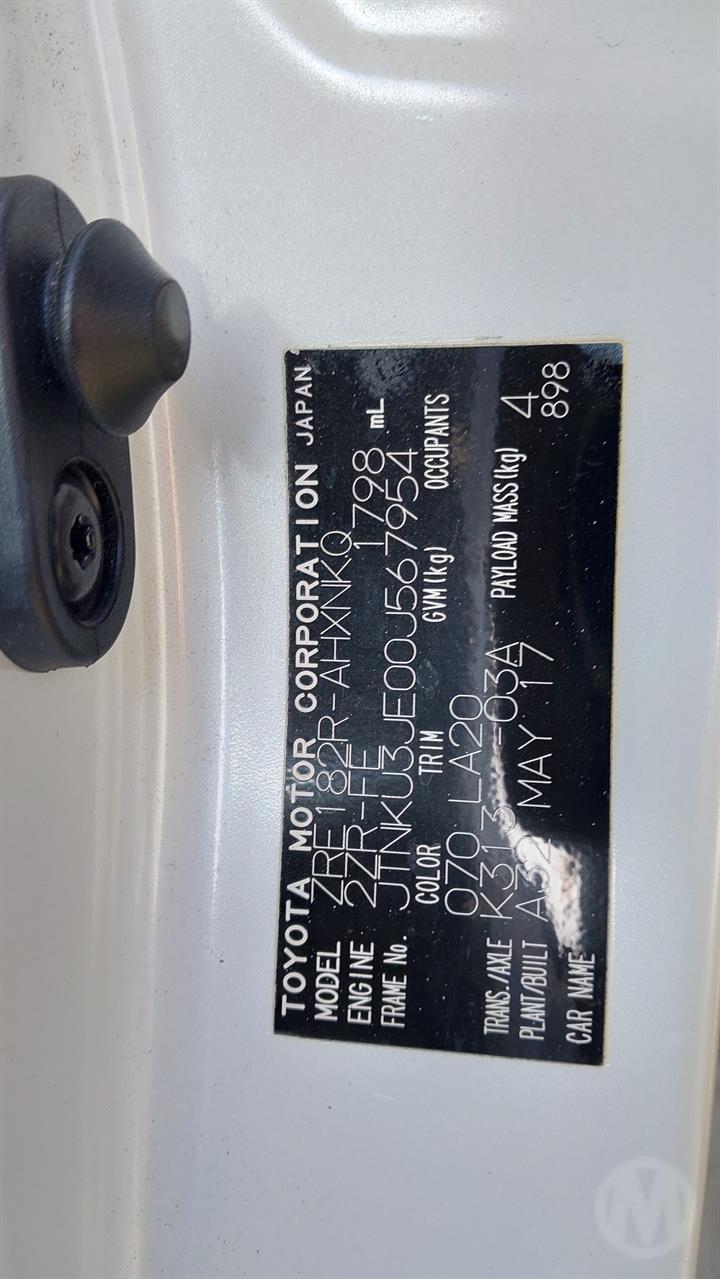 TOYOTA MOTOR CORPORATION JAPAN
MODEL ZRE182R-AHXNKQ
ENGINE 2ZR-FE 1798 mL
FRAME No. JTNKU3JE00J567954
COLOR TRIM GVM(kg) OCCUPANTS
070 LA20
TRANS./AXLE K313 -03A PAYLOAD MASS(kg) 4
PLANT/BUILT A32 MAY 17 898
CAR NAME
M